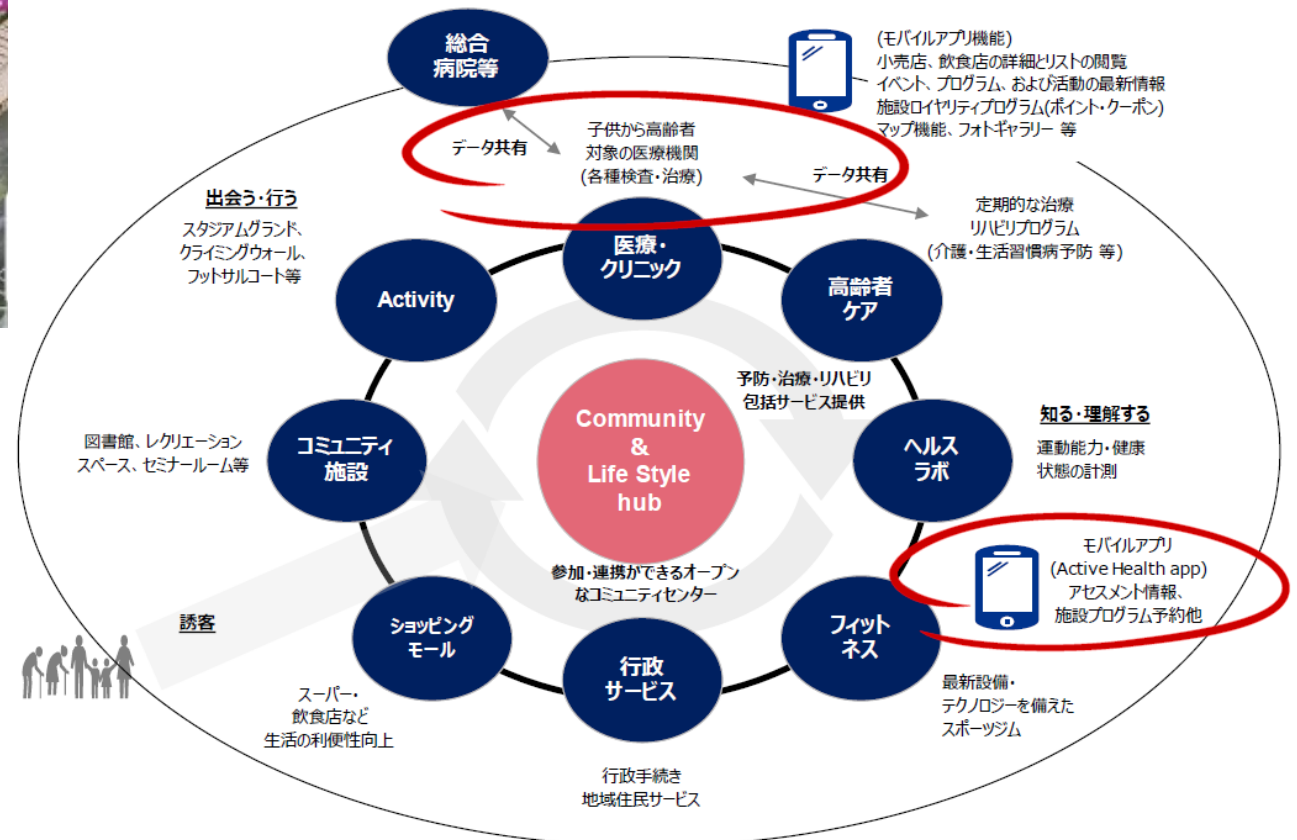 総合
病院等
(モバイルアプリ機能)
小売店、飲食店の詳細とリストの閲覧
イベント、プログラム、および活動の最新情報
施設ロイヤリティプログラム(ポイント・クーポン)
マップ機能、フォトギャラリー 等
データ共有
子供から高齢者
対象の医療機関
(各種検査・治療)
データ共有
出会う・行う
スタジアムグランド、
クライミングウォール、
フットサルコート等
定期的な治療
リハビリプログラム
(介護・生活習慣病予防 等)
医療・
クリニック
Activity
高齢者
ケア
予防・治療・リハビリ
包括サービス提供
Community
&
Life Style
hub
知る・理解する
運動能力・健康
状態の計測
図書館、レクリエーション
スペース、セミナールーム等
コミュニティ
施設
ヘルス
ラボ
モバイルアプリ
(Active Health app)
アセスメント情報、
施設プログラム予約他
参加・連携ができるオープン
なコミュニティセンター
誘客
ショッピング
モール
行政
サービス
フィット
ネス
スーパー・
飲食店など
生活の利便性向上
最新設備・
テクノロジーを備えた
スポーツジム
行政手続き
地域住民サービス